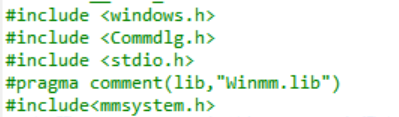 #include <windows.h>
#include <Commdlg.h>
#include <stdio.h>
#pragma comment(lib,"Winmm.lib")
#include<mmsystem.h>